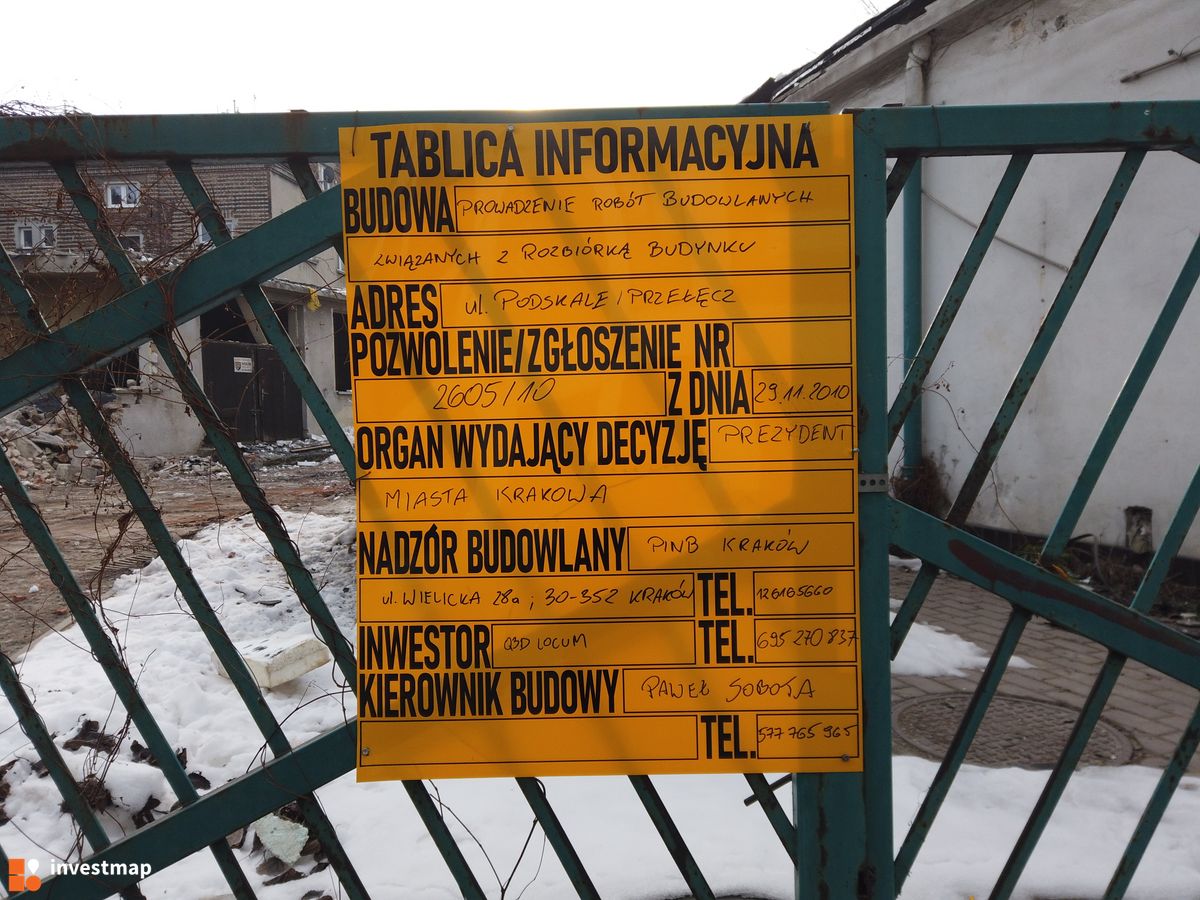 TABLICA INFORMACYJNA
BUDOWA PROWADZENIE ROBÓT BUDOWLANYCH
ZWIĄZANYCH Z ROZBIÓRKĄ BUDYNKU
ADRES ul. PODSKALE / PRZEŁĘCZ
POZWOLENIE/ZGŁOSZENIE NR
2605/10 Z DNIA 29.11.2010
ORGAN WYDAJĄCY DECYZJĘ PREZYDENT
MIASTA KRAKOWA
NADZÓR BUDOWLANY PINB KRAKÓW
ul. WIELICKA 28a ; 30-352 KRAKÓW TEL. 126165660
INWESTOR LOCUM TEL. 695 270 837
KIEROWNIK BUDOWY PAWEŁ SOBOTA
TEL. 577 765 965
investmap